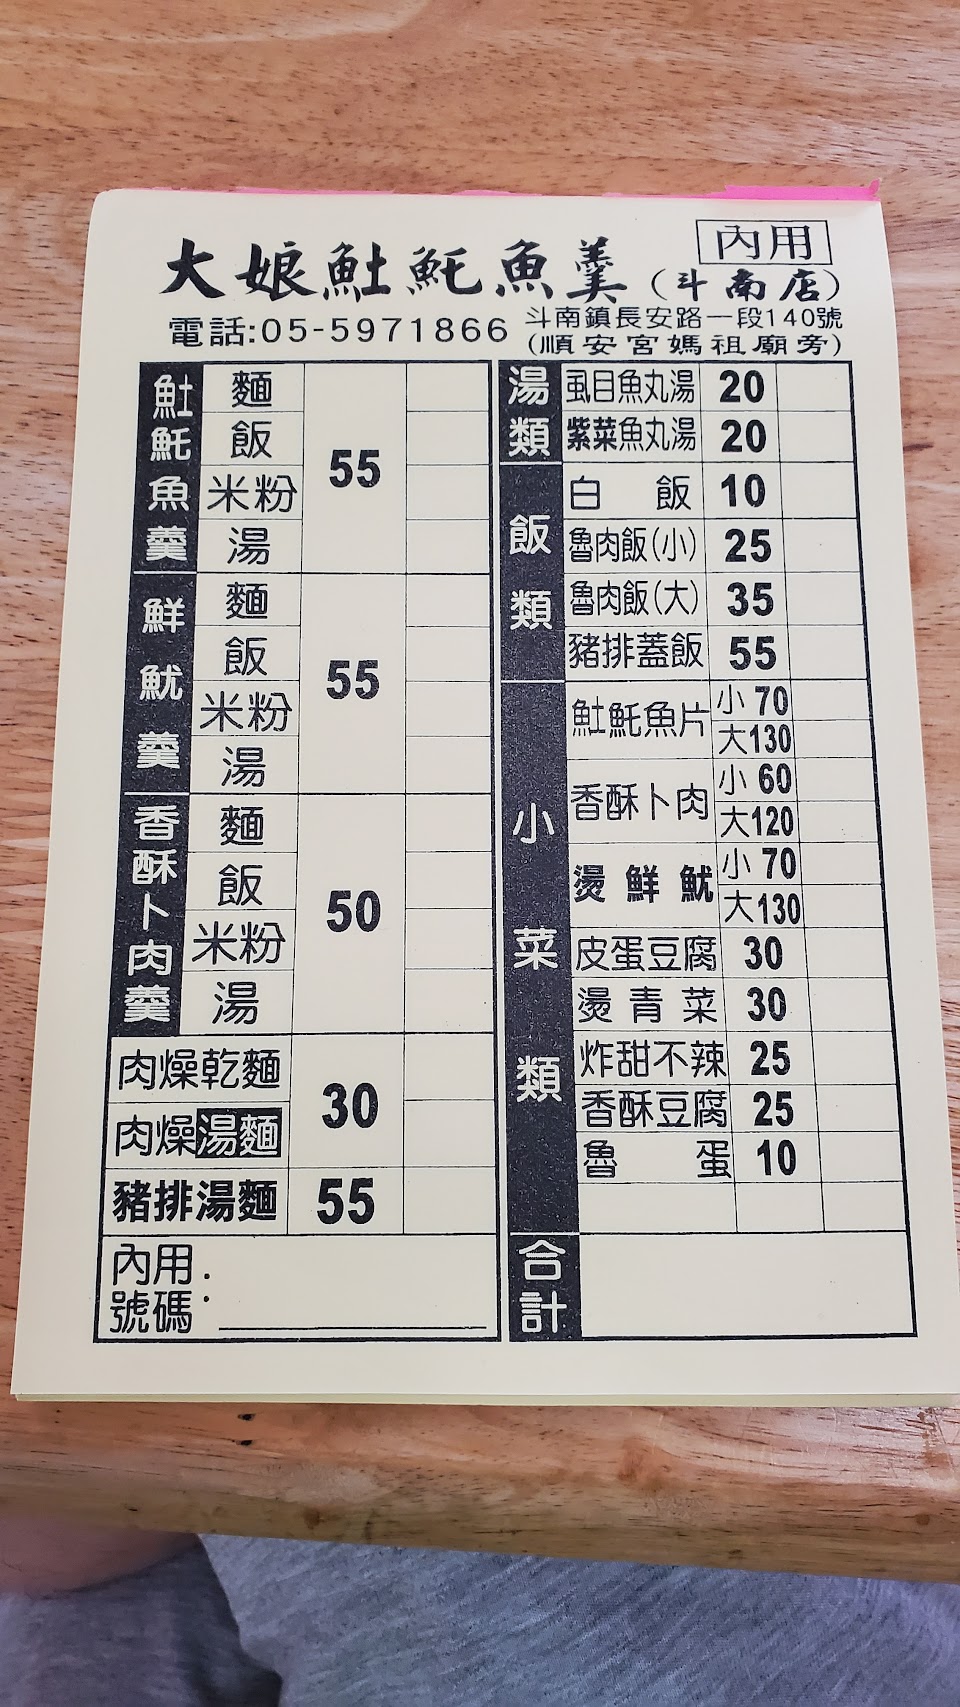 內用
大娘魠魠魚羹(斗南店)
電話:05-5971866
斗南鎮長安路一段140號
(順安宮媽祖廟旁)
魠魠魚羹
麵
飯
米粉
湯
55
鮮魷羹
麵
飯
米粉
湯
55
香酥卜肉羹
麵
飯
米粉
湯
50
肉燥乾麵
肉燥湯麵
30
豬排湯麵 55
內用號碼:
湯類
虱目魚丸湯 20
紫菜魚丸湯 20
飯類
白飯 10
魯肉飯(小) 25
魯肉飯(大) 35
豬排蓋飯 55
小菜類
魠魠魚片 小70
大130
香酥卜肉 小60
大120
燙鮮魷 小70
大130
皮蛋豆腐 30
燙青菜 30
炸甜不辣 25
香酥豆腐 25
魯蛋 10
合計